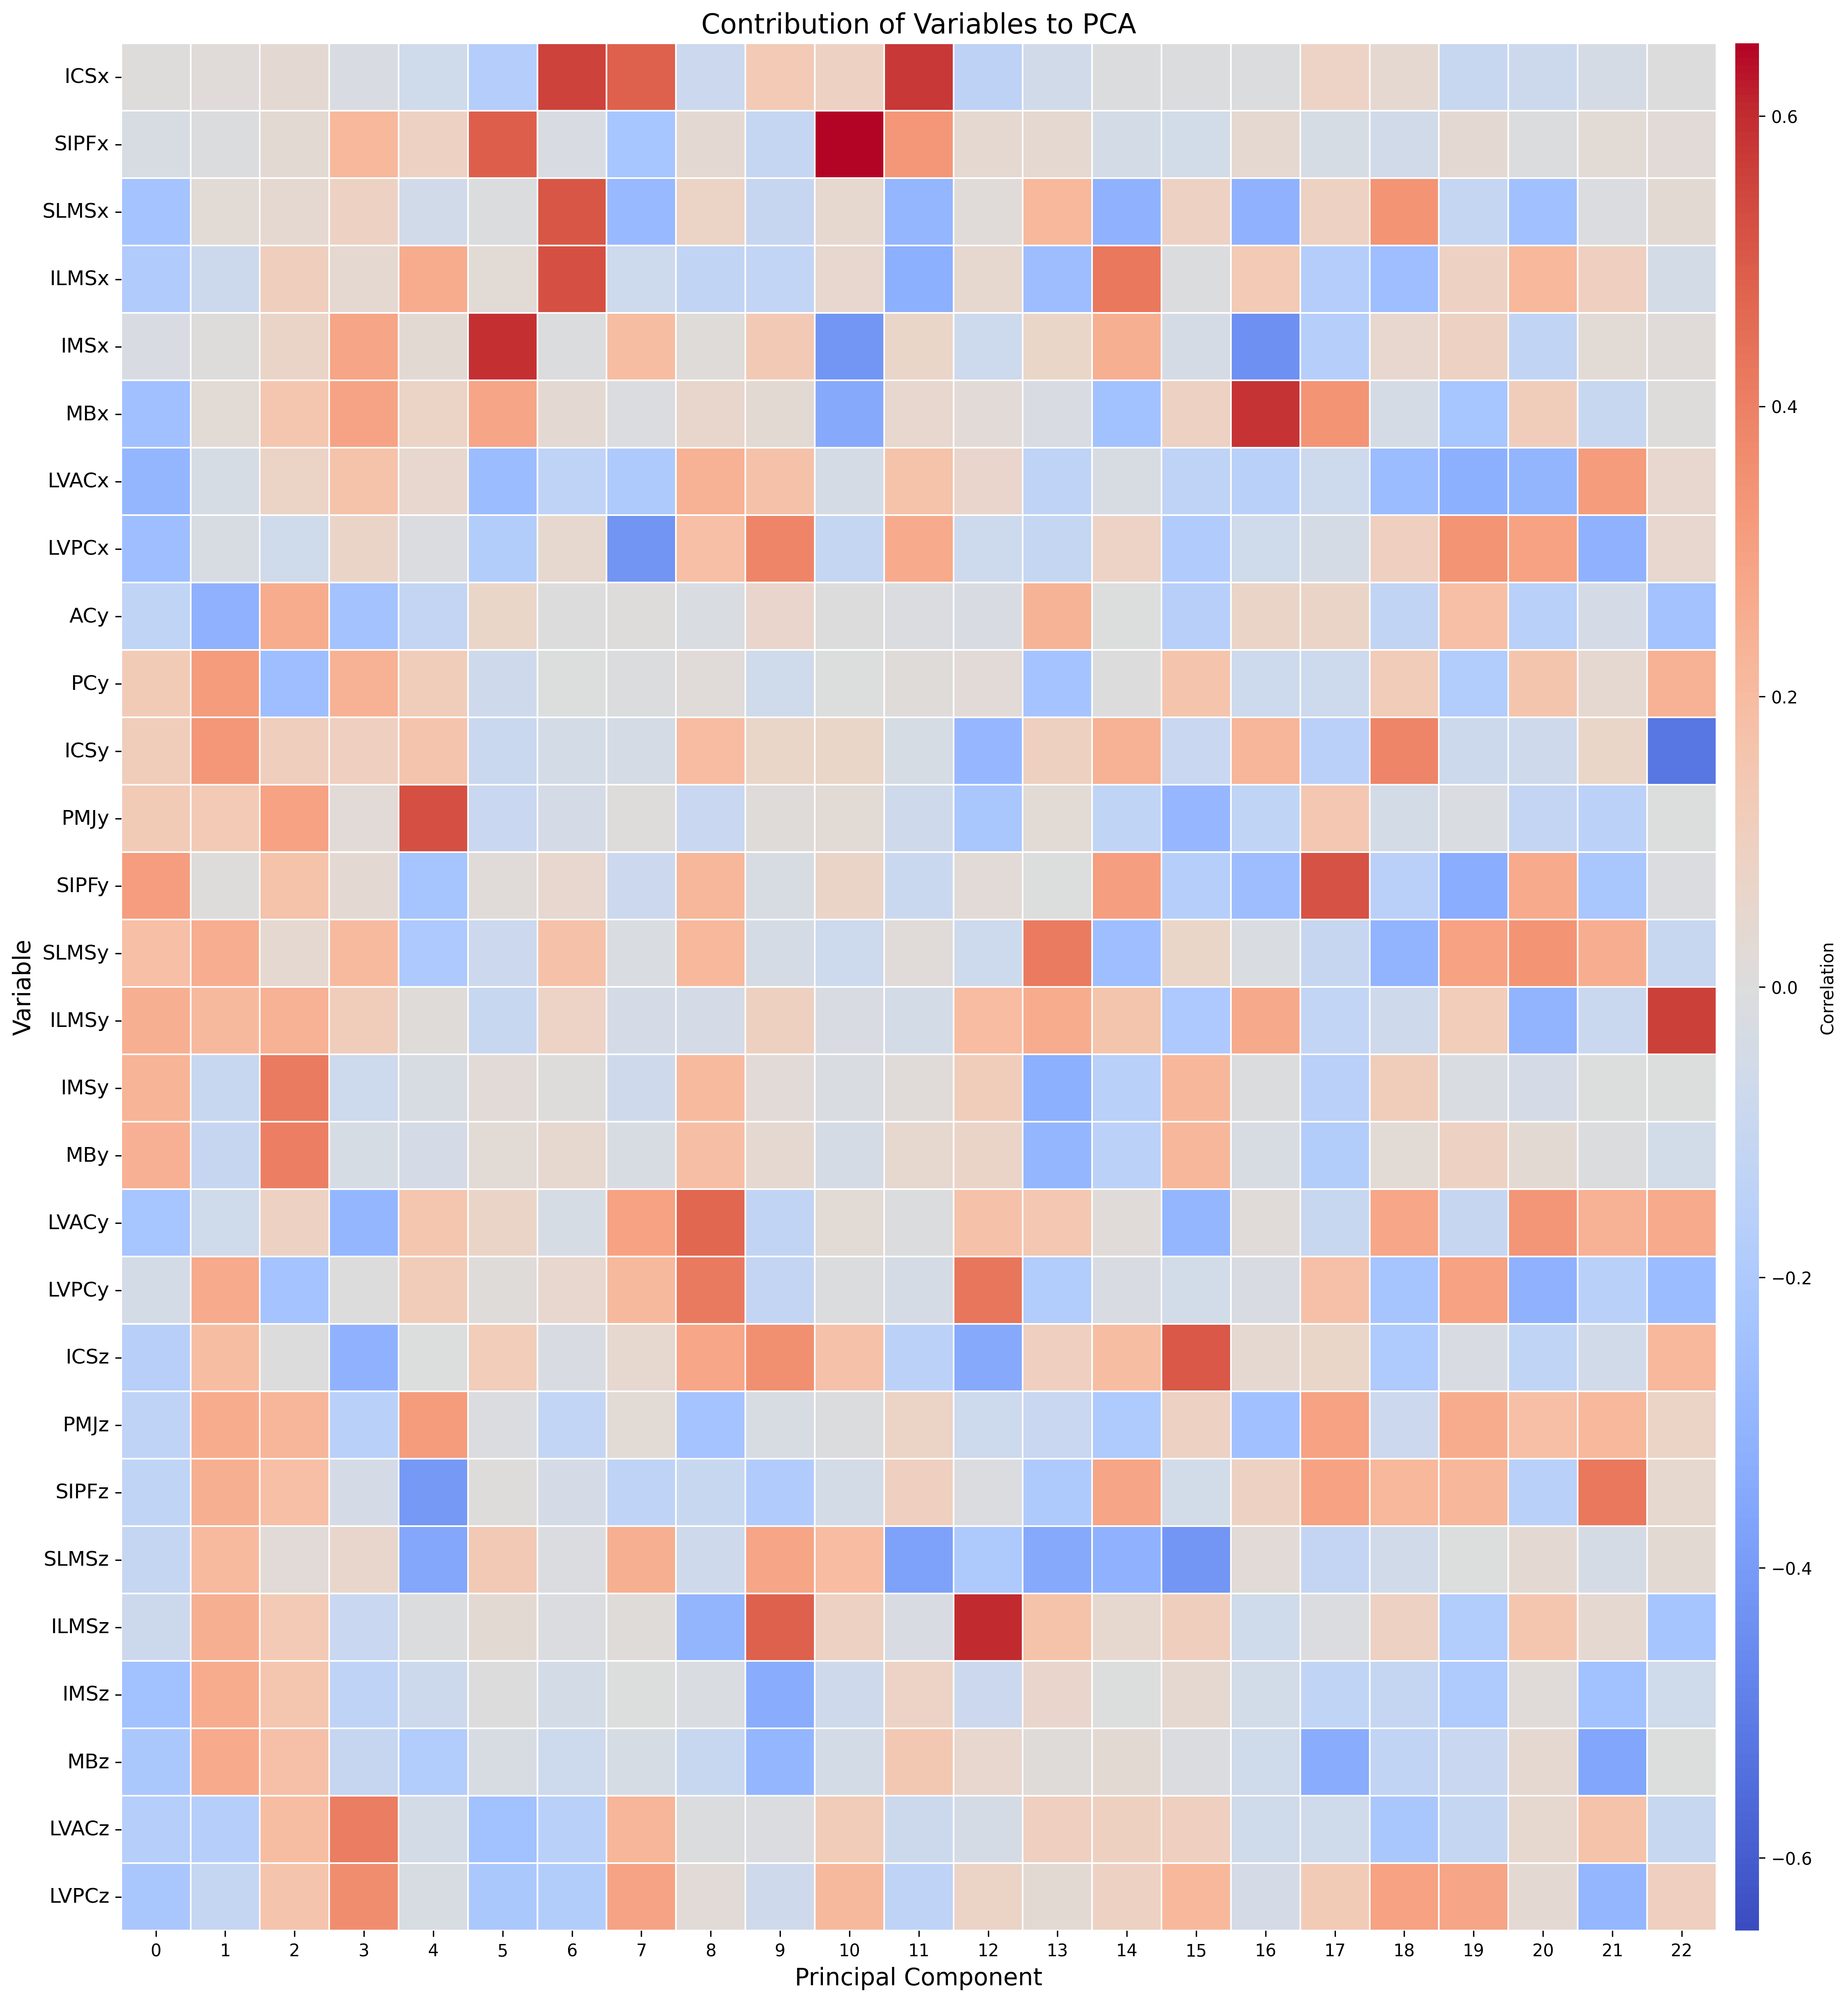 Contribution of Variables to PCA
Variable
ICSx
SIPFx
SLMSx
ILMSx
IMSx
MBx
LVACx
LVPCx
ACy
PCy
ICSy
PMJy
SIPFy
SLMSy
ILMSy
IMSy
MBy
LVACy
LVPCy
ICSz
PMJz
SIPFz
SLMSz
ILMSz
IMSz
MBz
LVACz
LVPCz
0 1 2 3 4 5 6 7 8 9 10 11 12 13 14 15 16 17 18 19 20 21 22
Principal Component
0.6
0.4
0.2
0.0
−0.2
−0.4
−0.6
Correlation